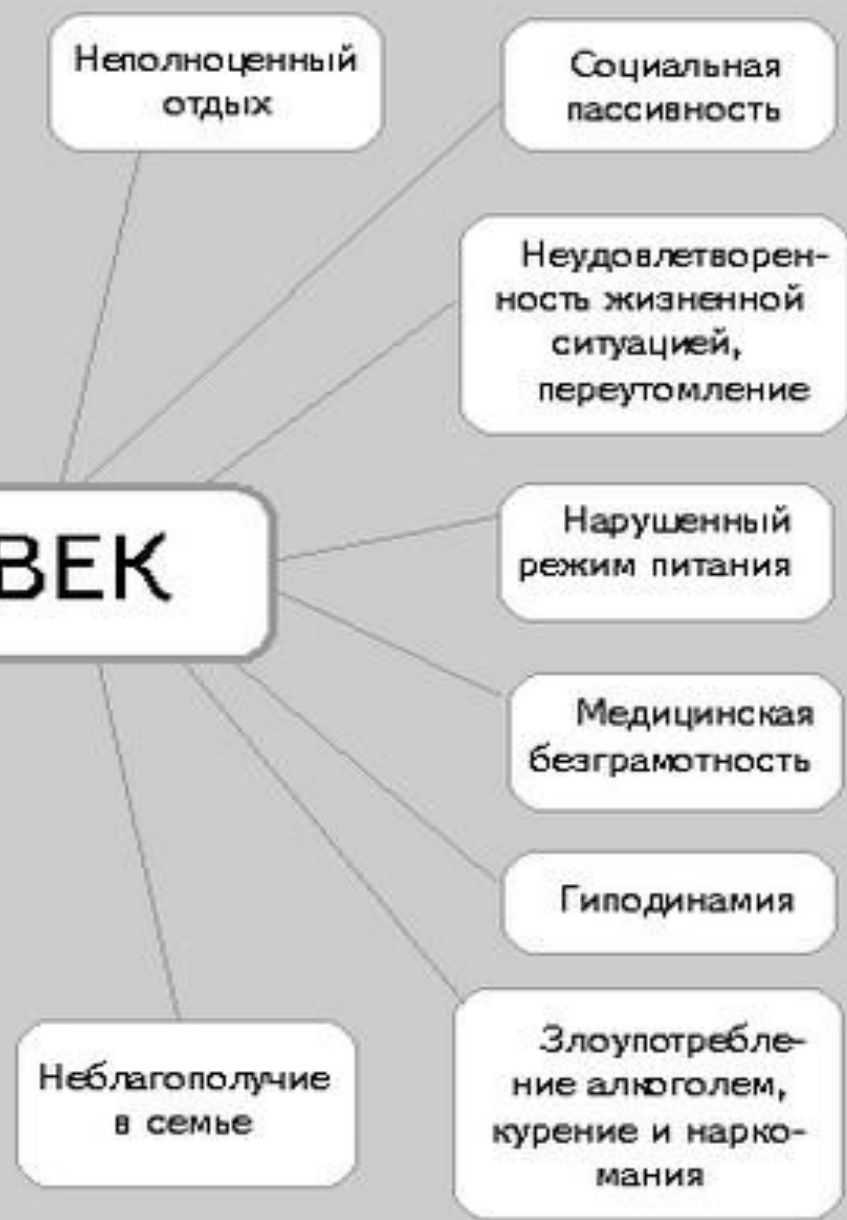 Неполноценный
отдых
Социальная
пассивность
Неудовлетворен-
ность жизненной
ситуацией,
переутомление
ВЕК
Нарушенный
режим питания
Медицинская
безграмотность
Гиподинамия
Неблагополучие
в семье
Злоупотребле-
ние алкоголем,
курение и нарко-
мания